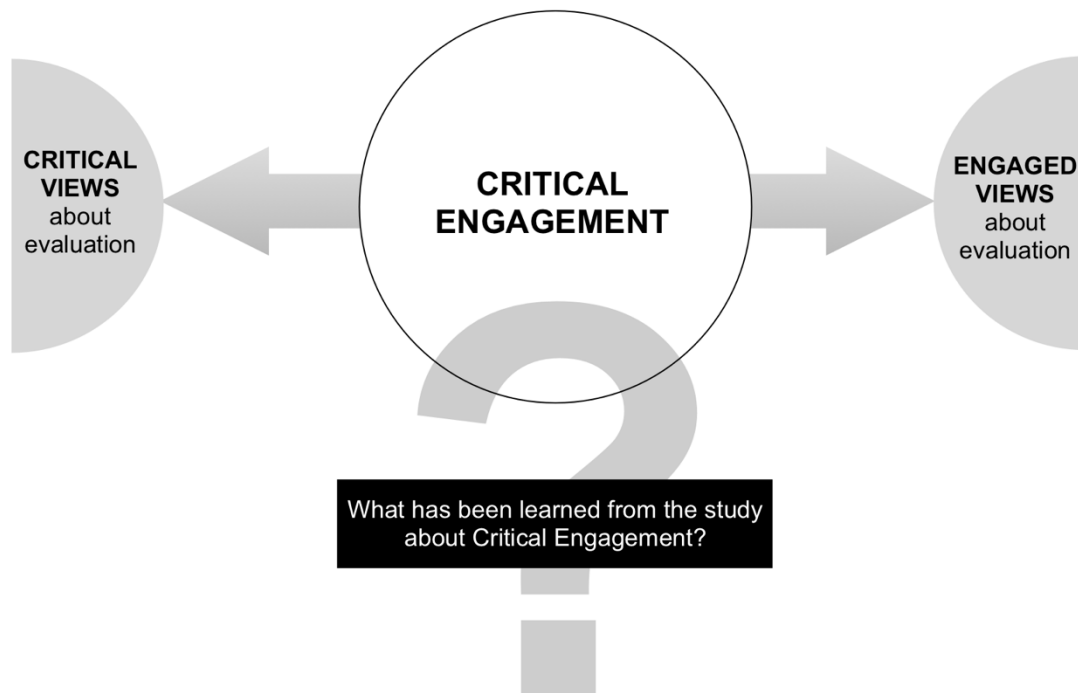 CRITICAL
VIEWS
about
evaluation
CRITICAL
ENGAGEMENT
ENGAGED
VIEWS
about
evaluation
?
What has been learned from the study
about Critical Engagement?